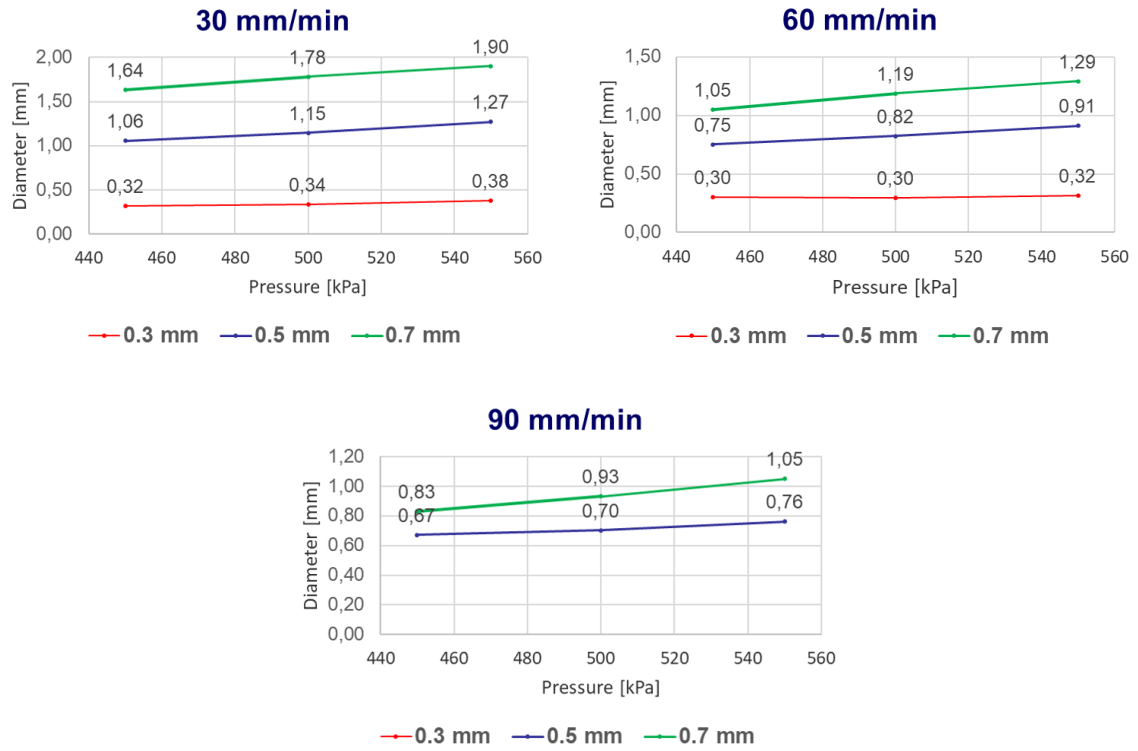 30 mm/min
2,00
1,50
1,00
0,50
0,00
Diameter [mm]
1,64
1,78
1,90
1,06
1,15
1,27
0,32
0,34
0,38
440 460 480 500 520 540 560
Pressure [kPa]
0.3 mm 0.5 mm 0.7 mm
60 mm/min
1,50
1,00
0,50
0,00
Diameter [mm]
1,05
1,19
1,29
0,75
0,82
0,91
0,30
0,30
0,32
440 460 480 500 520 540 560
Pressure [kPa]
0.3 mm 0.5 mm 0.7 mm
90 mm/min
1,20
1,00
0,80
0,60
0,40
0,20
0,00
Diameter [mm]
0,83
0,93
1,05
0,67
0,70
0,76
440 460 480 500 520 540 560
Pressure [kPa]
0.3 mm 0.5 mm 0.7 mm